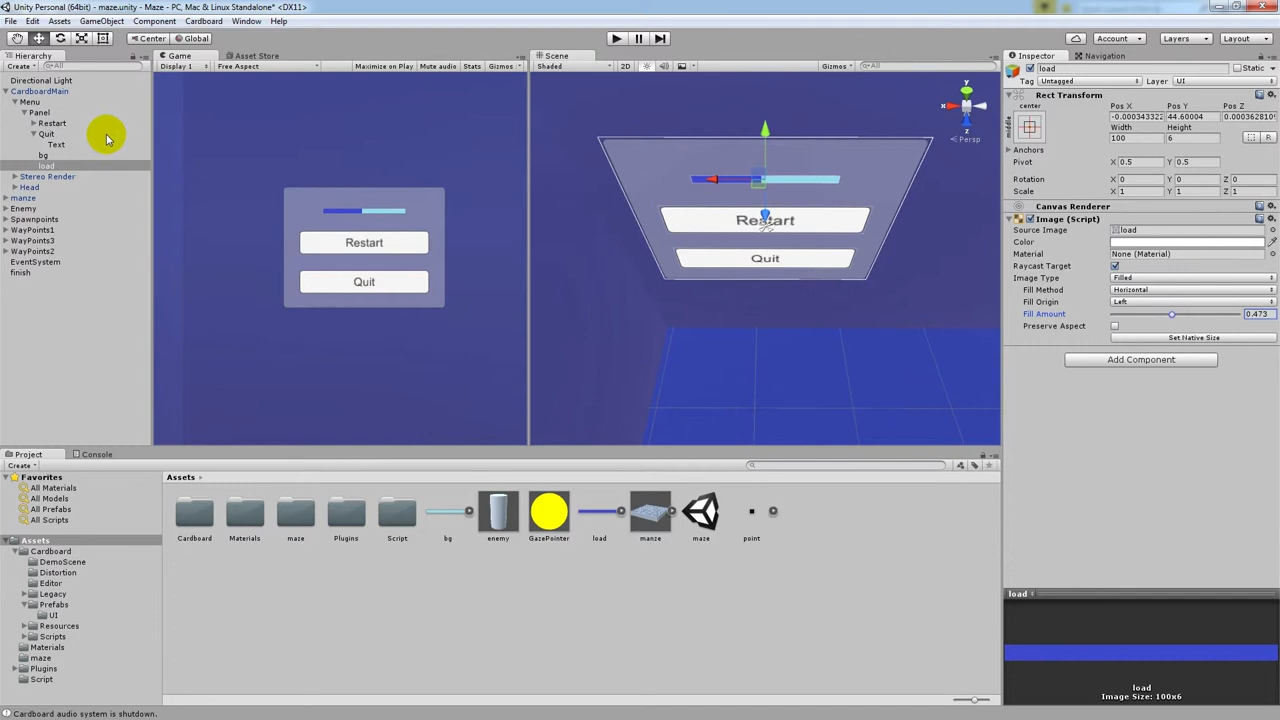 Unity Personal (64bit) - maze.unity - Maze - PC, Mac & Linux Standalone* <DX11>
File Edit Assets GameObject Component Cardboard Window Help
Center Global Account Layers Layout
Hierarchy
Create All
Directional Light
CardboardMain
Menu
Panel
Restart
Quit
Text
bg
load
Stereo Render
Head
manze
Enemy
Spawnpoints
WayPoints1
WayPoints3
WayPoints2
EventSystem
finish
Game Asset Store
Display 1 Free Aspect Maximize on Play Mute audio Stats Gizmos
Restart
Quit
Scene
Shaded 2D Gizmos All
y
x
z
Persp
Restart
Quit
Inspector Navigation
load Static
Tag Untagged Layer UI
Rect Transform
center Pos X Pos Y Pos Z
middle -0.000343322 44.60004 0.0003628109
Width Height
100 6 R
Anchors
Pivot X 0.5 Y 0.5
Rotation X 0 Y 0 Z 0
Scale X 1 Y 1 Z 1
Canvas Renderer
Image (Script)
Source Image load
Color
Material None (Material)
Raycast Target
Image Type Filled
Fill Method Horizontal
Fill Origin Left
Fill Amount 0.473
Preserve Aspect
Set Native Size
Add Component
Project Console
Create
Favorites
All Materials
All Models
All Prefabs
All Scripts
Assets
Cardboard
DemoScene
Distortion
Editor
Legacy
Prefabs
UI
Resources
Scripts
Materials
maze
Plugins
Script
Assets
Cardboard Materials maze Plugins Script bg enemy GazePointer load manze maze point
load
load
Image Size: 100x6
Cardboard audio system is shutdown.